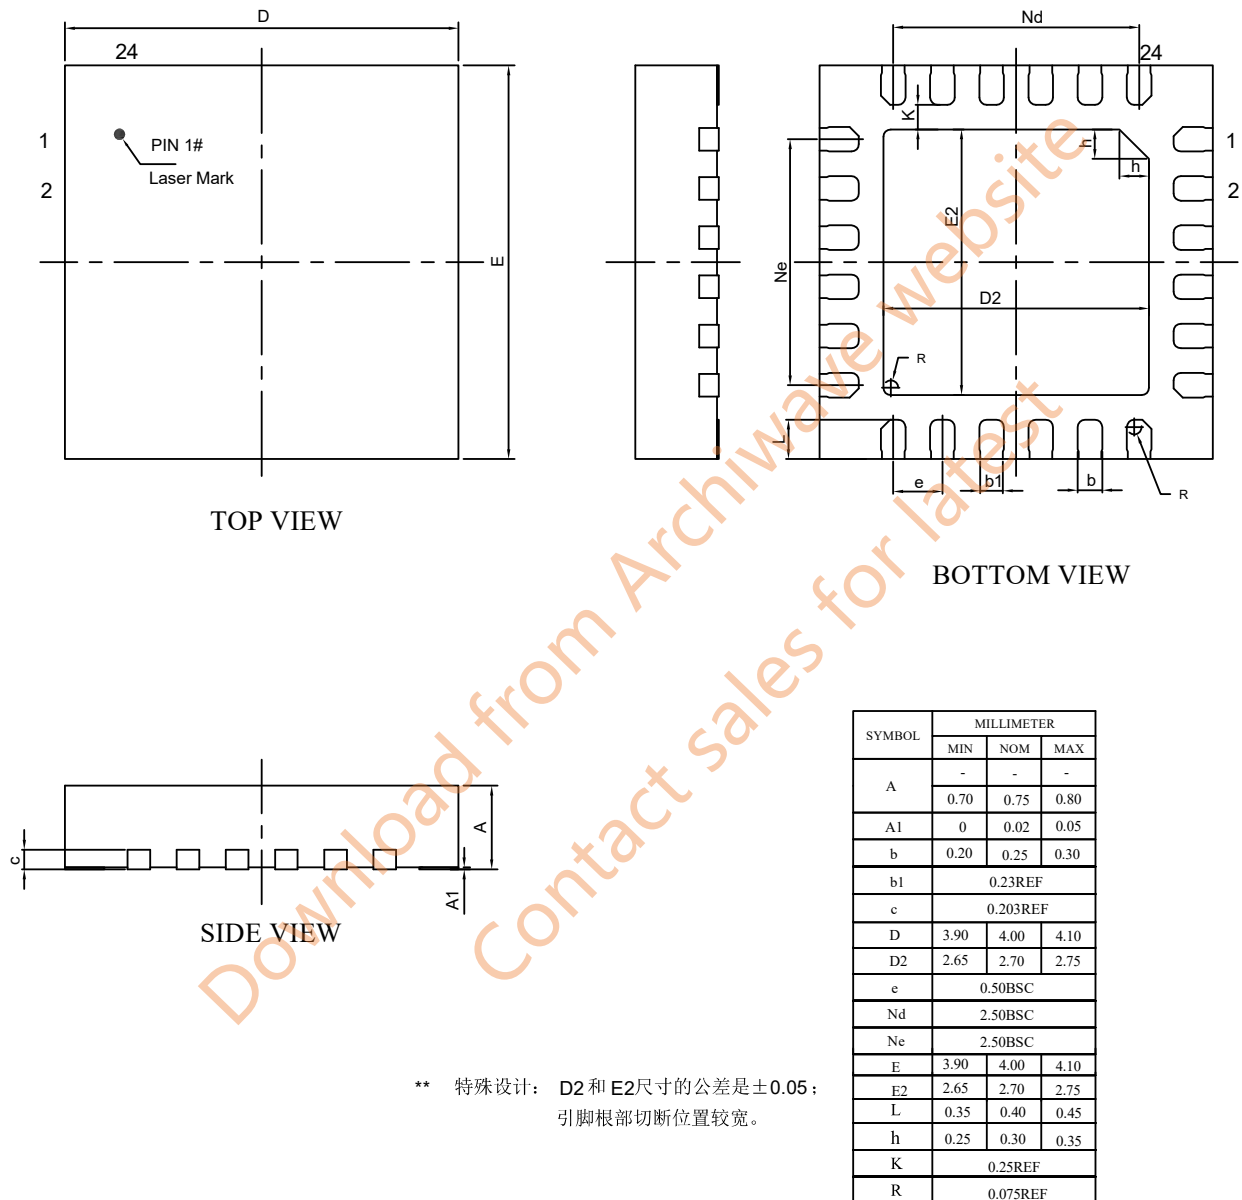 D
24
1
2
PIN 1#
Laser Mark
E
TOP VIEW
Nd
24
K
h
h
1
2
E2
Ne
D2
R
L
e
b1
b
R
BOTTOM VIEW
c
A
A1
SIDE VIEW
** 特殊设计： D2和 E2尺寸的公差是±0.05；
引脚根部切断位置较宽。
SYMBOL MILLIMETER
MIN NOM MAX
A - - -
0.70 0.75 0.80
A1 0 0.02 0.05
b 0.20 0.25 0.30
b1 0.23REF
c 0.203REF
D 3.90 4.00 4.10
D2 2.65 2.70 2.75
e 0.50BSC
Nd 2.50BSC
Ne 2.50BSC
E 3.90 4.00 4.10
E2 2.65 2.70 2.75
L 0.35 0.40 0.45
h 0.25 0.30 0.35
K 0.25REF
R 0.075REF
Download from Archiwave website
Contact sales for latest